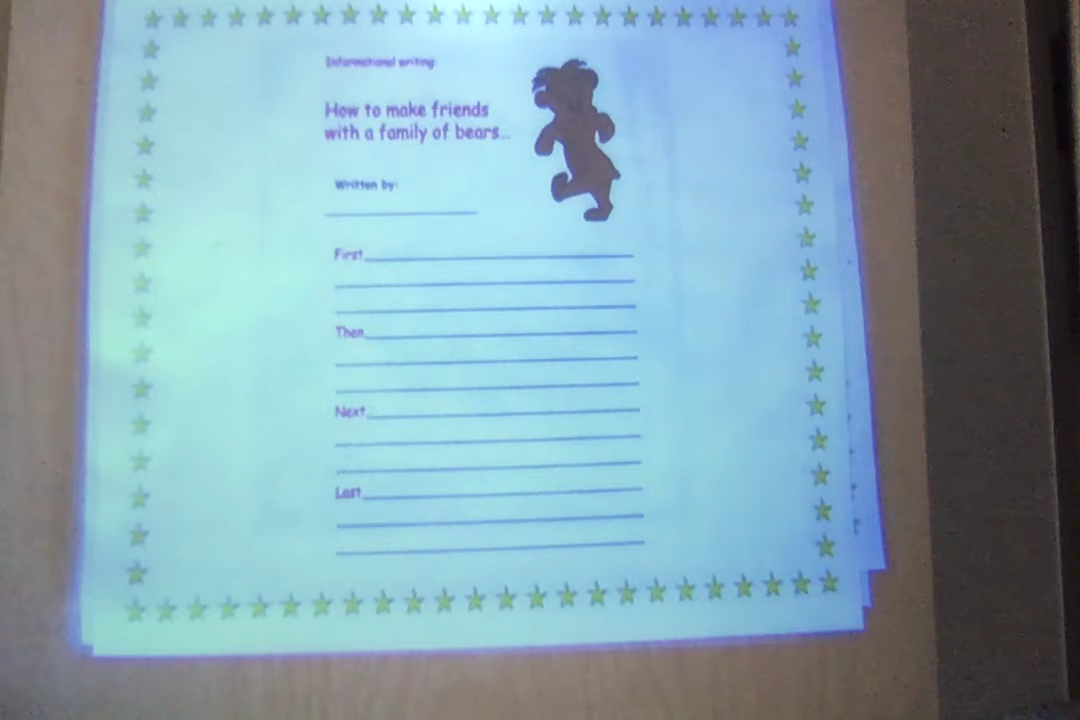 Informational writing:
How to make friends
with a family of bears...
Written by:
First
Then
Next
Last